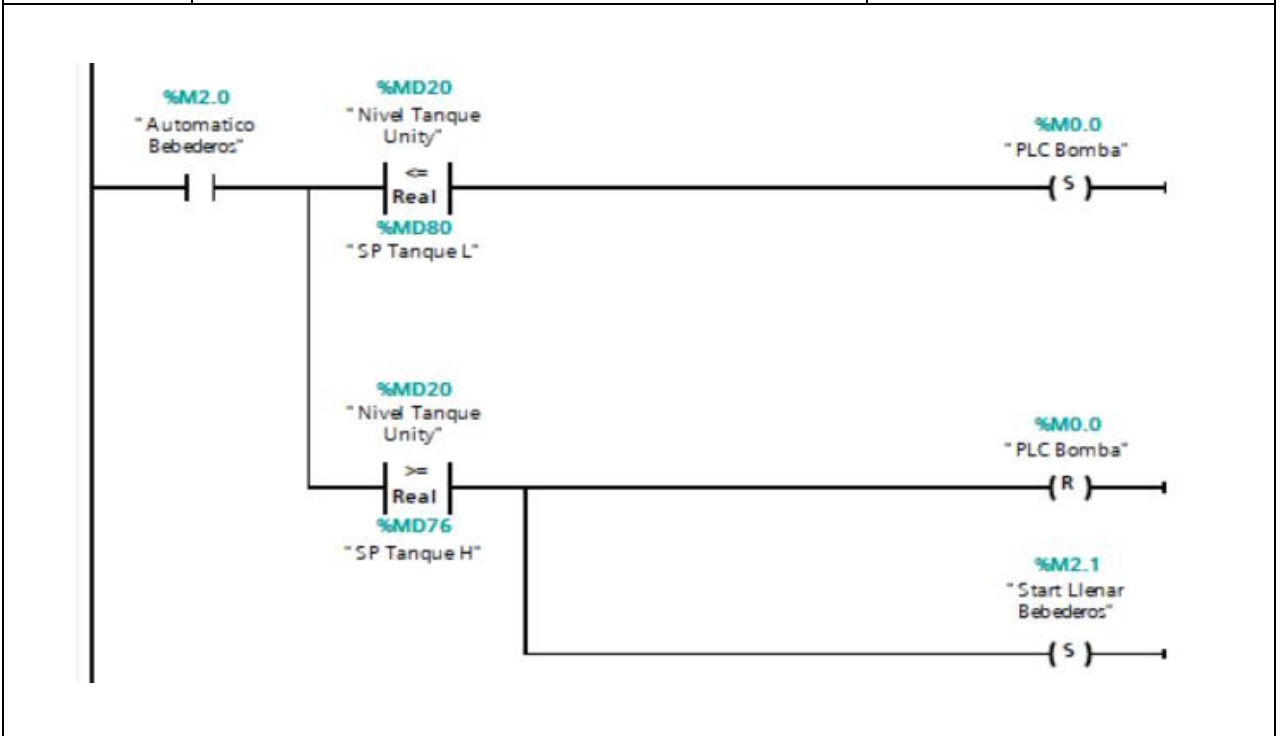 %M2.0
"Automatico
Bebederos"
%MD20
"Nivel Tanque
Unity"
<=
Real
%MD80
"SP Tanque L"
%M0.0
"PLC Bomba"
S
%MD20
"Nivel Tanque
Unity"
>=
Real
%MD76
"SP Tanque H"
%M0.0
"PLC Bomba"
R
%M2.1
"Start Llenar
Bebederos"
S